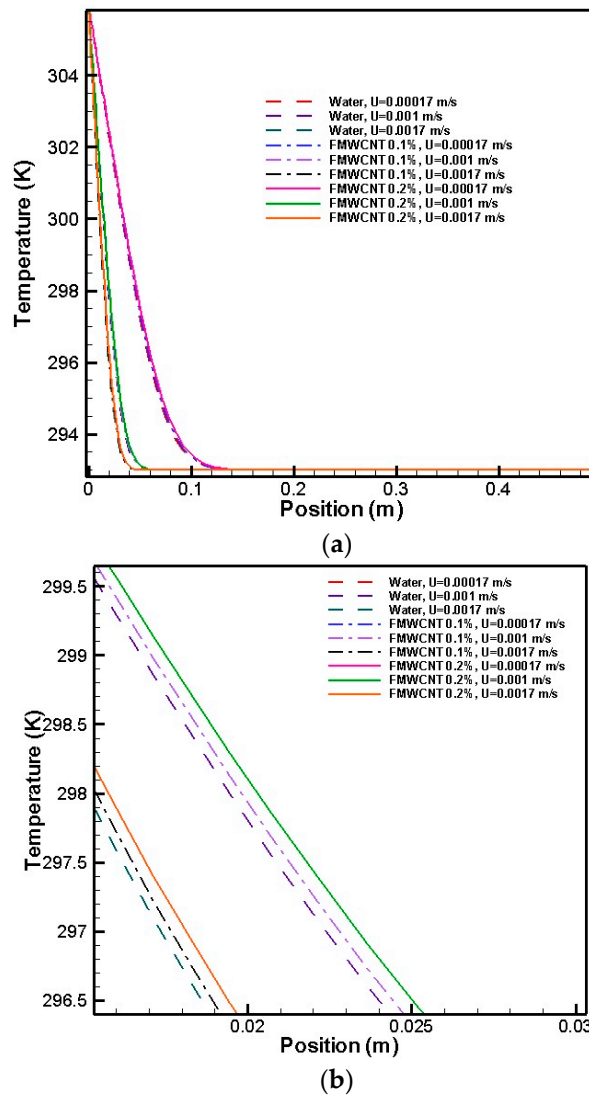 304
302
300
298
296
294
Temperature (K)
Water, U=0.00017 m/s
Water, U=0.001 m/s
Water, U=0.0017 m/s
FMWCNT 0.1%, U=0.00017 m/s
FMWCNT 0.1%, U=0.001 m/s
FMWCNT 0.1%, U=0.0017 m/s
FMWCNT 0.2%, U=0.00017 m/s
FMWCNT 0.2%, U=0.001 m/s
FMWCNT 0.2%, U=0.0017 m/s
0 0.1 0.2 0.3 0.4
Position (m)
(a)
299.5
299
298.5
298
297.5
297
296.5
Temperature (K)
Water, U=0.00017 m/s
Water, U=0.001 m/s
Water, U=0.0017 m/s
FMWCNT 0.1%, U=0.00017 m/s
FMWCNT 0.1%, U=0.001 m/s
FMWCNT 0.1%, U=0.0017 m/s
FMWCNT 0.2%, U=0.00017 m/s
FMWCNT 0.2%, U=0.001 m/s
FMWCNT 0.2%, U=0.0017 m/s
0.02 0.025 0.03
Position (m)
(b)